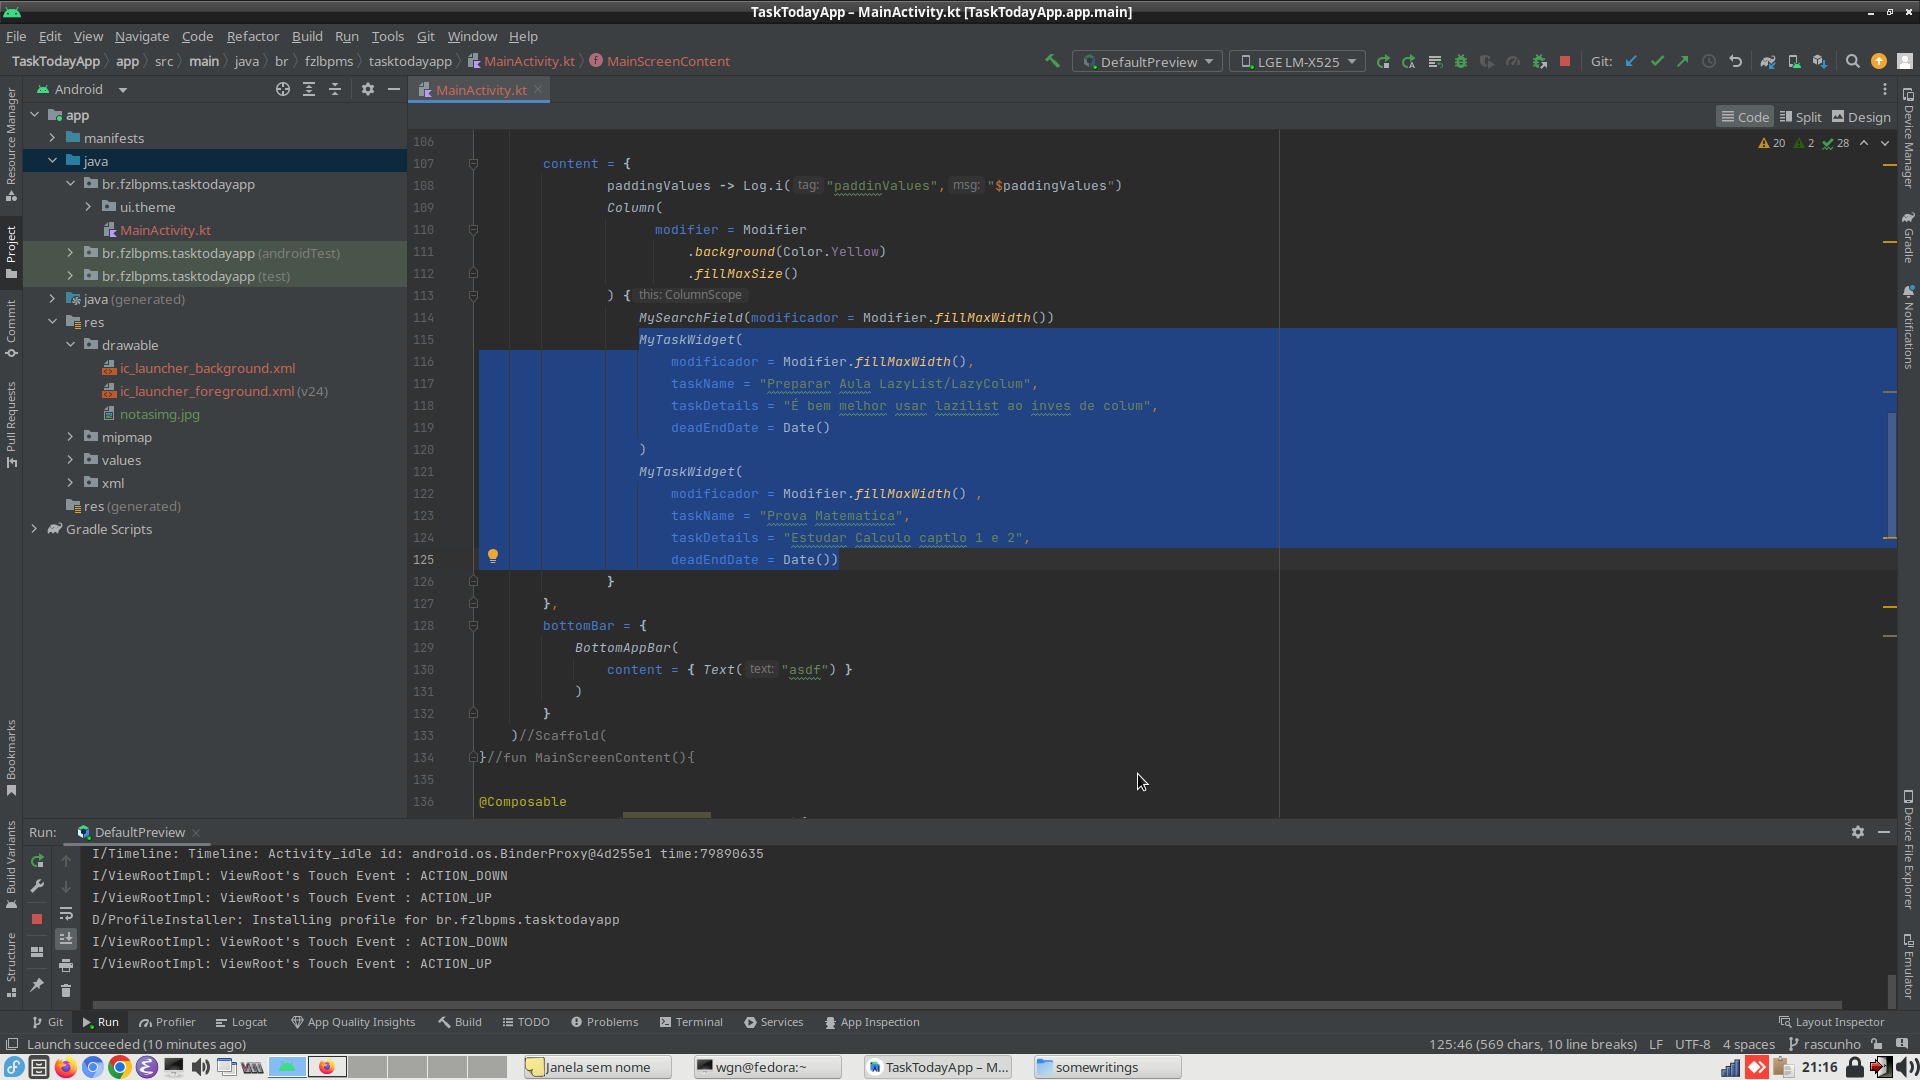 TaskTodayApp – MainActivity.kt [TaskTodayApp.app.main]
File Edit View Navigate Code Refactor Build Run Tools Git Window Help
TaskTodayApp app src main java br fzlbpms tasktodayapp MainActivity.kt MainScreenContent DefaultPreview LGE LM-X525 Git:
Android
MainActivity.kt
Code Split Design
20 2 28
Resource Manager
Project
Commit
Pull Requests
Bookmarks
Build Variants
Structure
app
manifests
java
br.fzlbpms.tasktodayapp
ui.theme
MainActivity.kt
br.fzlbpms.tasktodayapp (androidTest)
br.fzlbpms.tasktodayapp (test)
java (generated)
res
drawable
ic_launcher_background.xml
ic_launcher_foreground.xml (v24)
notasimg.jpg
mipmap
values
xml
res (generated)
Gradle Scripts
106
107 content = {
108 paddingValues -> Log.i( tag: "paddinValues", msg: "$paddingValues")
109 Column(
110 modifier = Modifier
111 .background(Color.Yellow)
112 .fillMaxSize()
113 ) { this: ColumnScope
114 MySearchField(modificador = Modifier.fillMaxWidth())
115 MyTaskWidget(
116 modificador = Modifier.fillMaxWidth(),
117 taskName = "Preparar Aula LazyList/LazyColum",
118 taskDetails = "É bem melhor usar lazilist ao inves de colum",
119 deadEndDate = Date()
120 )
121 MyTaskWidget(
122 modificador = Modifier.fillMaxWidth() ,
123 taskName = "Prova Matematica",
124 taskDetails = "Estudar Calculo captlo 1 e 2",
125 deadEndDate = Date())
126 }
127 },
128 bottomBar = {
129 BottomAppBar(
130 content = { Text( text: "asdf") }
131 )
132 }
133 )//Scaffold(
134 }//fun MainScreenContent(){
135
136 @Composable
Device Manager
Gradle
Notifications
Device File Explorer
Emulator
Run: DefaultPreview
I/Timeline: Timeline: Activity_idle id: android.os.BinderProxy@4d255e1 time:79890635
I/ViewRootImpl: ViewRoot's Touch Event : ACTION_DOWN
I/ViewRootImpl: ViewRoot's Touch Event : ACTION_UP
D/ProfileInstaller: Installing profile for br.fzlbpms.tasktodayapp
I/ViewRootImpl: ViewRoot's Touch Event : ACTION_DOWN
I/ViewRootImpl: ViewRoot's Touch Event : ACTION_UP
Git Run Profiler Logcat App Quality Insights Build TODO Problems Terminal Services App Inspection Layout Inspector
Launch succeeded (10 minutes ago) 125:46 (569 chars, 10 line breaks) LF UTF-8 4 spaces rascunho
Janela sem nome wgn@fedora:~ TaskTodayApp – M... somewritings 21:16